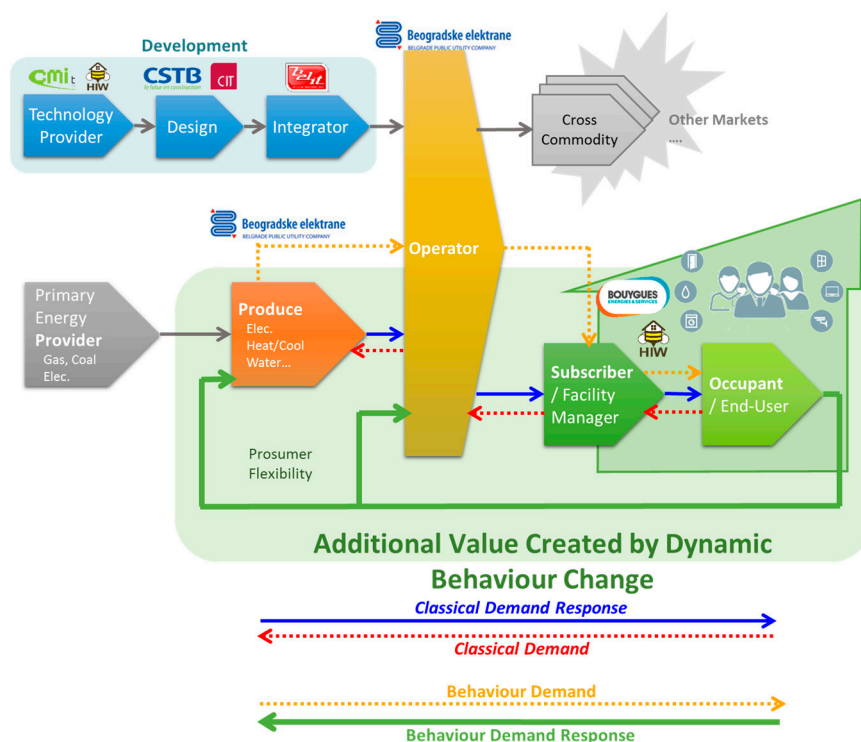 Development
Beogradske elektrane
BELGRADE PUBLIC UTILITY COMPANY
cmi t
HIW
CSTB
le futur en construction
CIT
Technology
Provider
Design
Integrator
Cross
Commodity
Other Markets
....
Beogradske elektrane
BELGRADE PUBLIC UTILITY COMPANY
Operator
Primary
Energy
Provider
Gas, Coal
Elec.
Produce
Elec.
Heat/Cool
Water...
BOUYGUES
ENERGIES & SERVICES
HIW
Subscriber
/ Facility
Manager
Occupant
/ End-User
Prosumer
Flexibility
Additional Value Created by Dynamic
Behaviour Change
Classical Demand Response
Classical Demand
Behaviour Demand
Behaviour Demand Response